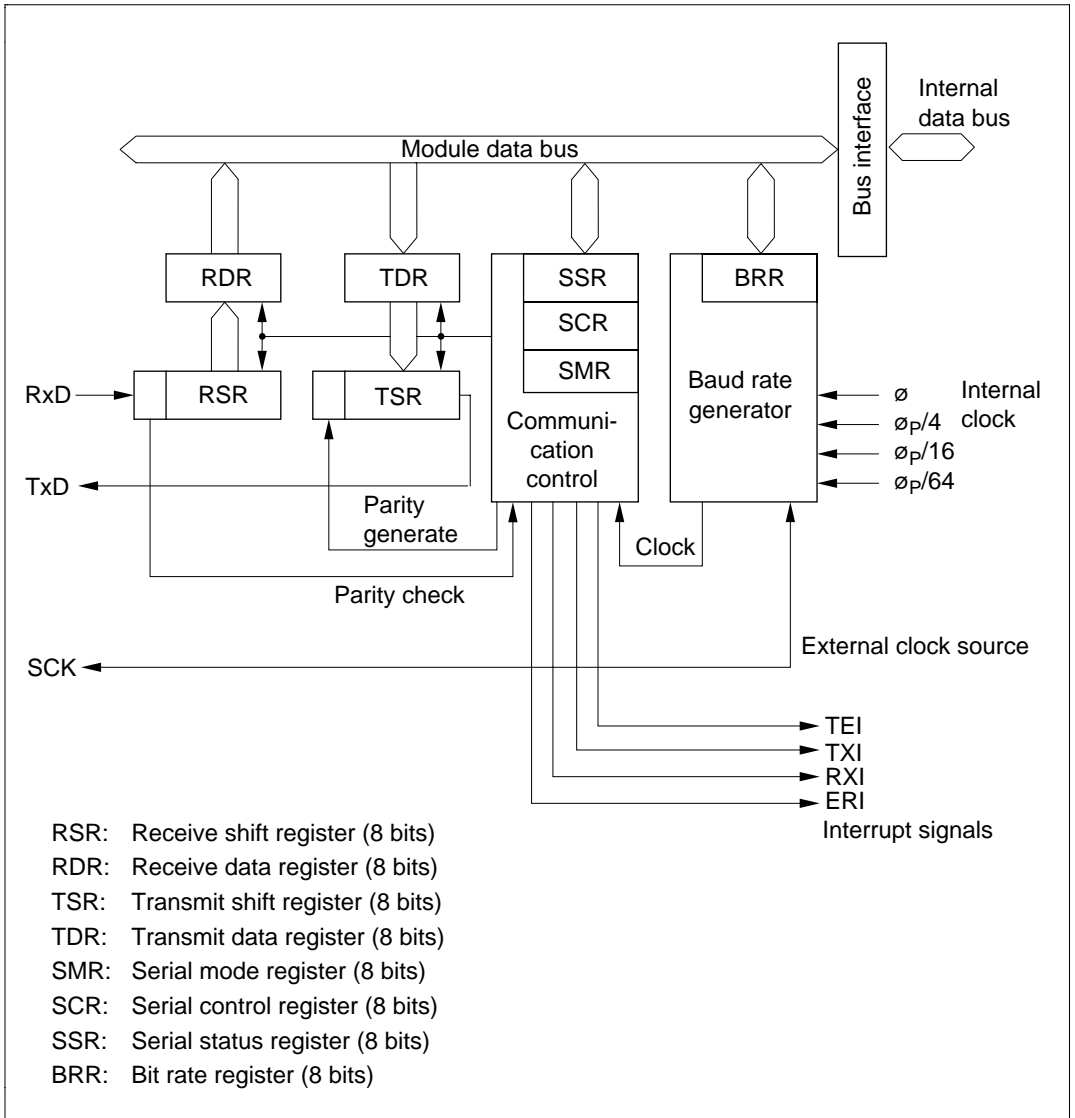 Internal
data bus
Bus interface
Module data bus
RDR
TDR
SSR
BRR
SCR
SMR
RxD
RSR
TSR
Baud rate
generator
ø
Internal
clock
øP/4
øP/16
øP/64
Communi-
cation
control
TxD
Parity
generate
Clock
Parity check
External clock source
SCK
TEI
TXI
RXI
ERI
Interrupt signals
RSR: Receive shift register (8 bits)
RDR: Receive data register (8 bits)
TSR: Transmit shift register (8 bits)
TDR: Transmit data register (8 bits)
SMR: Serial mode register (8 bits)
SCR: Serial control register (8 bits)
SSR: Serial status register (8 bits)
BRR: Bit rate register (8 bits)